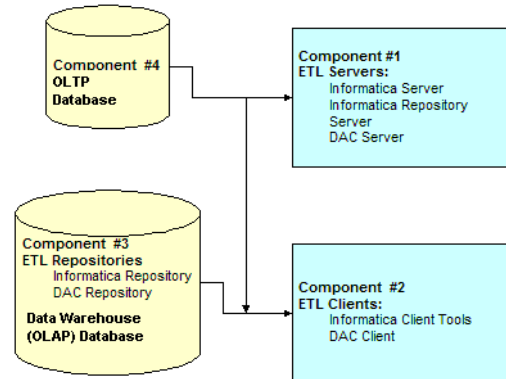 Component #4
OLTP
Database
Component #1
ETL Servers:
Informatica Server
Informatica Repository
Server
DAC Server
Component #3
ETL Repositories
Informatica Repository
DAC Repository
Data Warehouse
(OLAP) Database
Component #2
ETL Clients:
Informatica Client Tools
DAC Client